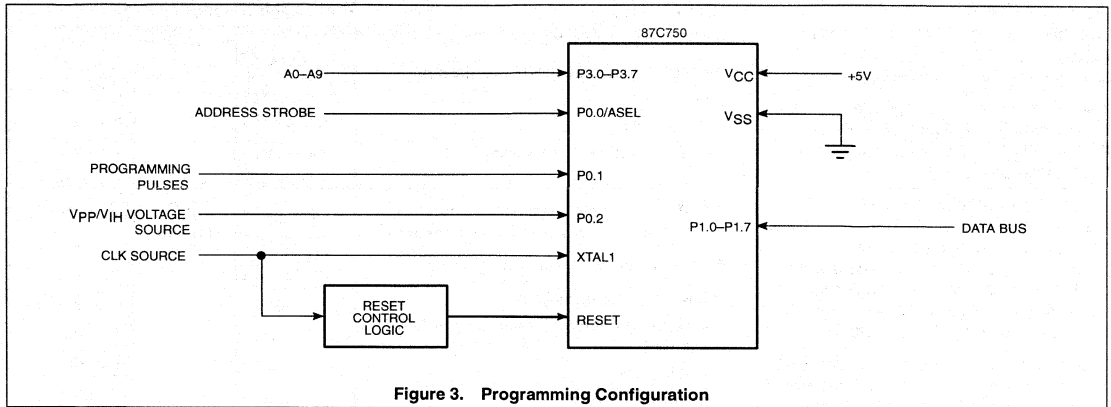 87C750
A0–A9
P3.0–P3.7
VCC
+5V
ADDRESS STROBE
P0.0/ASEL
VSS
PROGRAMMING
PULSES
P0.1
VPP/VIH VOLTAGE
SOURCE
P0.2
P1.0–P1.7
DATA BUS
CLK SOURCE
XTAL1
RESET
CONTROL
LOGIC
RESET
Figure 3. Programming Configuration